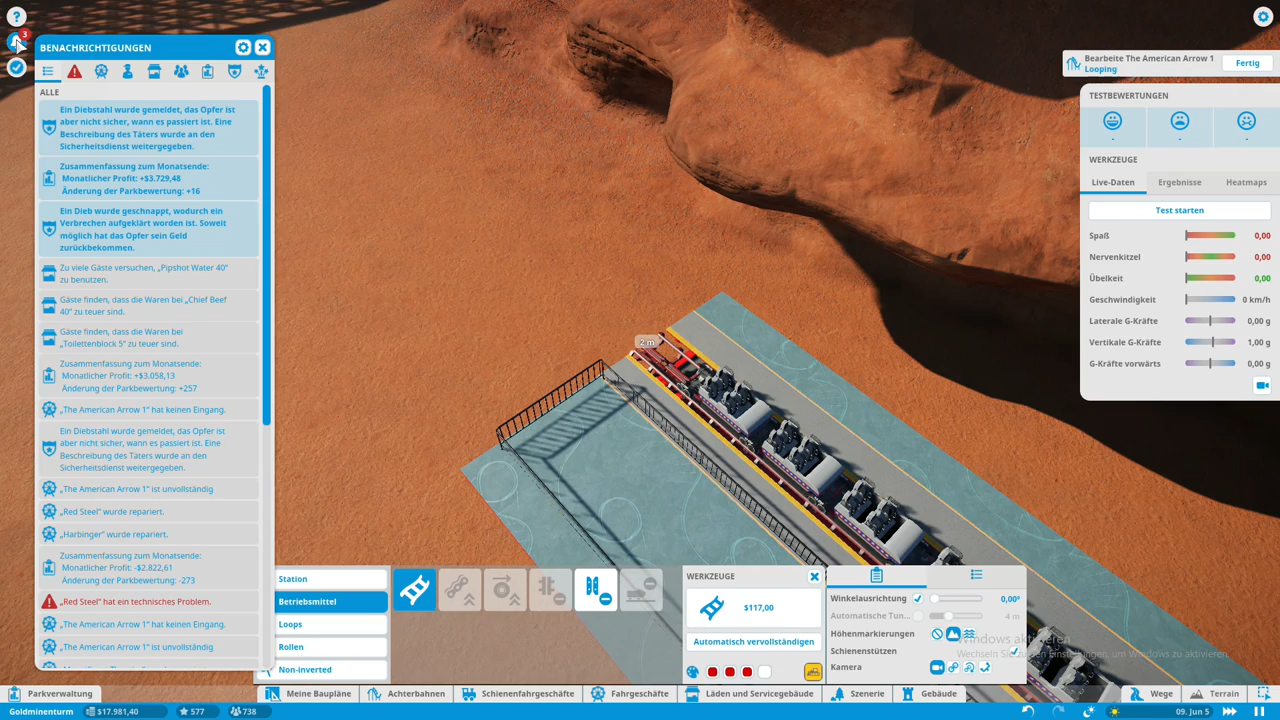 ?
3
BENACHRICHTIGUNGEN
ALLE
Ein Diebstahl wurde gemeldet, das Opfer ist
aber nicht sicher, wann es passiert ist. Eine
Beschreibung des Täters wurde an den
Sicherheitsdienst weitergegeben.
Zusammenfassung zum Monatsende:
Monatlicher Profit: +$3.729,48
Änderung der Parkbewertung: +16
Ein Dieb wurde geschnappt, wodurch ein
Verbrechen aufgeklärt worden ist. Soweit
möglich hat das Opfer sein Geld
zurückbekommen.
Zu viele Gäste versuchen, „Pipshot Water 40“
zu benutzen.
Gäste finden, dass die Waren bei „Chief Beef
40“ zu teuer sind.
Gäste finden, dass die Waren bei
„Toilettenblock 5“ zu teuer sind.
Zusammenfassung zum Monatsende:
Monatlicher Profit: +$3.058,13
Änderung der Parkbewertung: +257
„The American Arrow 1“ hat keinen Eingang.
Ein Diebstahl wurde gemeldet, das Opfer ist
aber nicht sicher, wann es passiert ist. Eine
Beschreibung des Täters wurde an den
Sicherheitsdienst weitergegeben.
„The American Arrow 1“ ist unvollständig
„Red Steel“ wurde repariert.
„Harbinger“ wurde repariert.
Zusammenfassung zum Monatsende:
Monatlicher Profit: -$2.822,61
Änderung der Parkbewertung: -273
„Red Steel“ hat ein technisches Problem.
„The American Arrow 1“ hat keinen Eingang.
„The American Arrow 1“ ist unvollständig
2 m
Bearbeite The American Arrow 1
Looping
Fertig
TESTBEWERTUNGEN
- - -
WERKZEUGE
Live-Daten Ergebnisse Heatmaps
Test starten
Spaß 0,00
Nervenkitzel 0,00
Übelkeit 0,00
Geschwindigkeit 0 km/h
Laterale G-Kräfte 0,00 g
Vertikale G-Kräfte 1,00 g
G-Kräfte vorwärts 0,00 g
Station
Betriebsmittel
Loops
Rollen
Non-inverted
WERKZEUGE
$117,00
Automatisch vervollständigen
Winkelausrichtung 0,00°
Automatische Tun... 4 m
Höhenmarkierungen
Schienenstützen
Kamera
Windows aktivieren
Wechseln Sie zu den Einstellungen, um Windows zu aktivieren.
Parkverwaltung Meine Baupläne Achterbahnen Schienenfahrgeschäfte Fahrgeschäfte Läden und Servicegebäude Szenerie Gebäude Wege Terrain
Goldminenturm $17.981,40 577 738 09. Jun 5